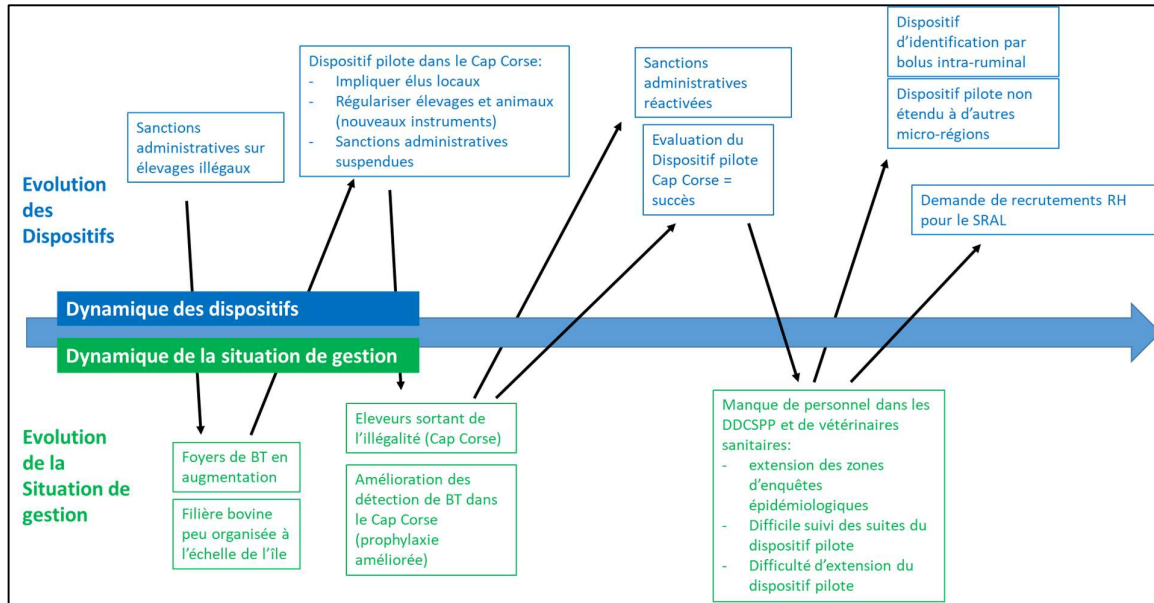 Sanctions
administratives sur
élevages illégaux
Dispositif pilote dans le Cap Corse:
- Impliquer élus locaux
- Régulariser élevages et animaux
(nouveaux instruments)
- Sanctions administratives
suspendues
Sanctions
administratives
réactivées
Evaluation du
Dispositif pilote
Cap Corse =
succès
Dispositif
d'identification par
bolus intra-ruminal
Dispositif pilote non
étendu à d'autres
micro-régions
Demande de recrutements RH
pour le SRAL
Evolution
des
Dispositifs
Dynamique des dispositifs
Dynamique de la situation de gestion
Evolution
de la
Situation de
gestion
Foyers de BT en
augmentation
Filière bovine
peu organisée à
l'échelle de l'île
Eleveurs sortant de
l'illégalité (Cap Corse)
Amélioration des
détection de BT dans
le Cap Corse
(prophylaxie
améliorée)
Manque de personnel dans les
DDCSPP et de vétérinaires
sanitaires:
- extension des zones
d'enquêtes
épidémiologiques
- Difficile suivi des suites du
dispositif pilote
- Difficulté d'extension du
dispositif pilote